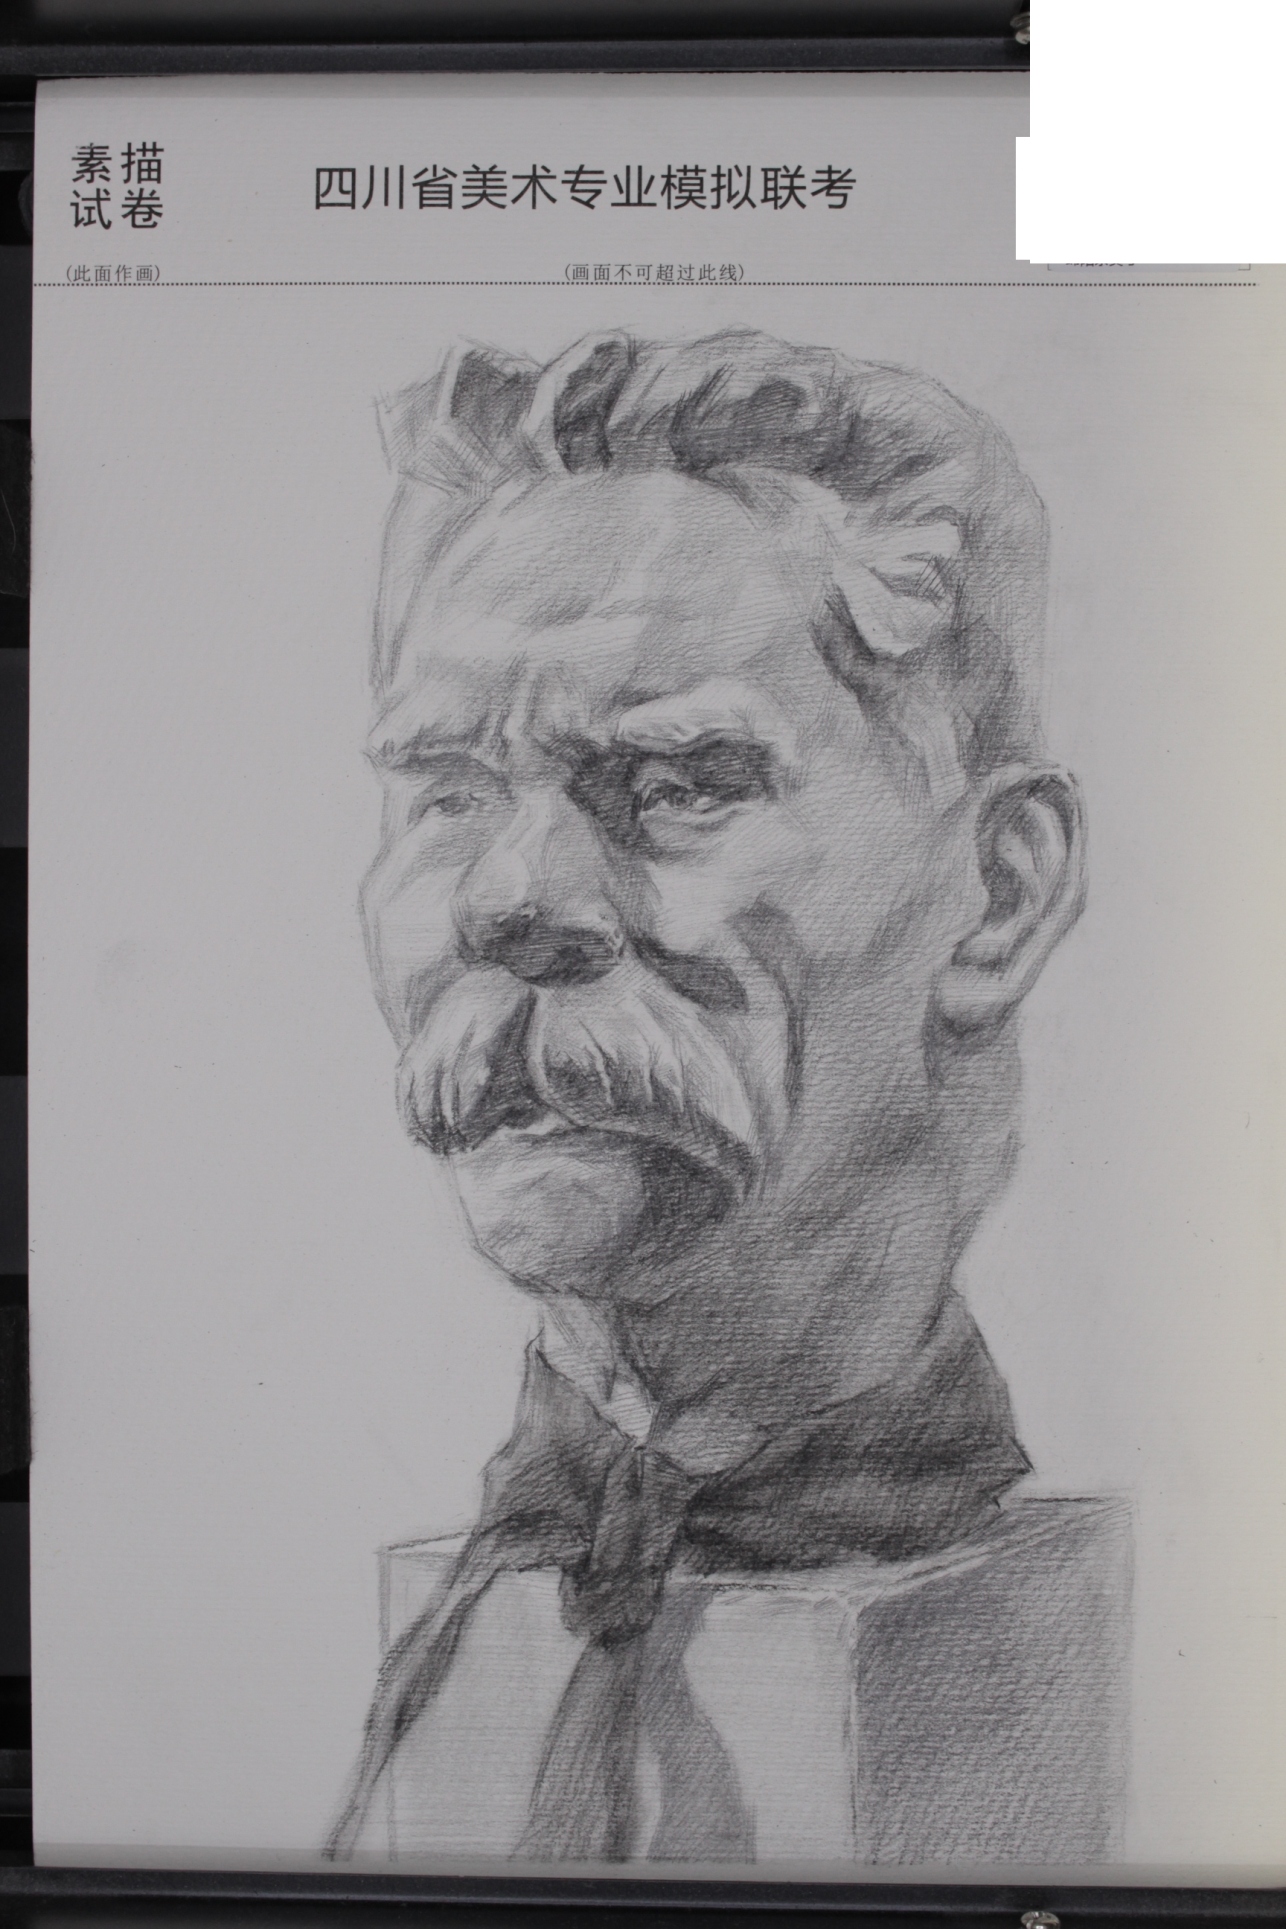 素描
试卷
四川省美术专业模拟联考
(此面作画)
(画面不可超过此线)